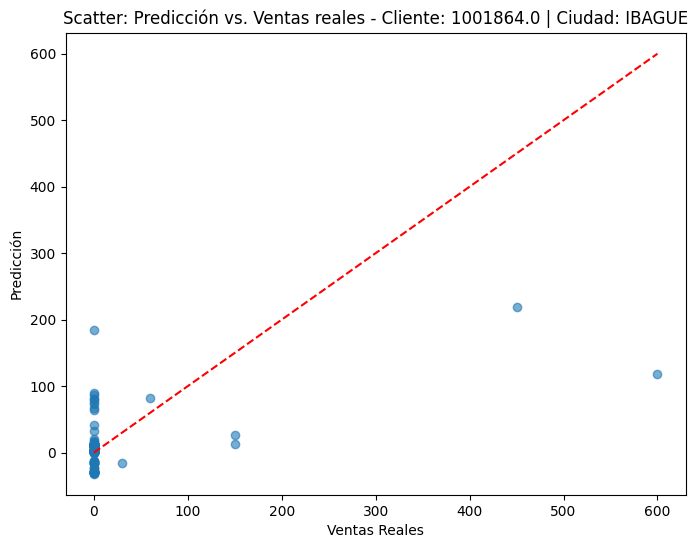 Scatter: Predicción vs. Ventas reales - Cliente: 1001864.0 | Ciudad: IBAGUE
600
500
400
300
200
100
0
Predicción
0 100 200 300 400 500 600
Ventas Reales